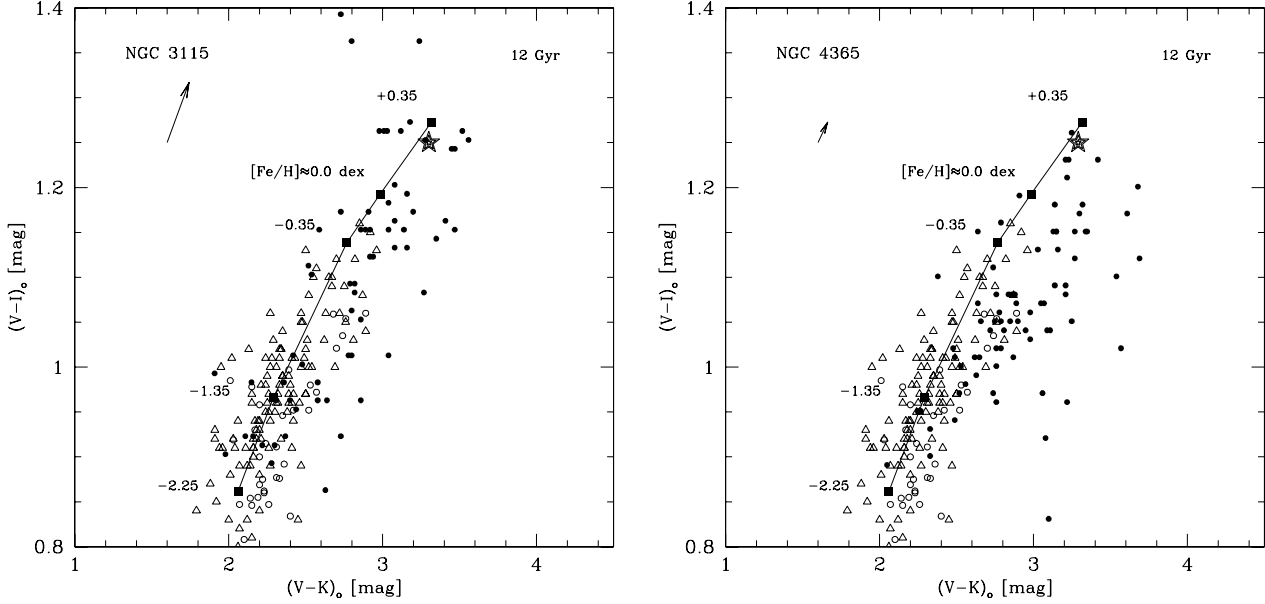 1.4
NGC 3115
12 Gyr
+0.35
1.2
[Fe/H]≈0.0 dex
−0.35
(V−I)o [mag]
1
−1.35
−2.25
0.8
1
2
3
4
(V−K)o [mag]
1.4
NGC 4365
12 Gyr
+0.35
1.2
[Fe/H]≈0.0 dex
−0.35
(V−I)o [mag]
1
−1.35
−2.25
0.8
1
2
3
4
(V−K)o [mag]